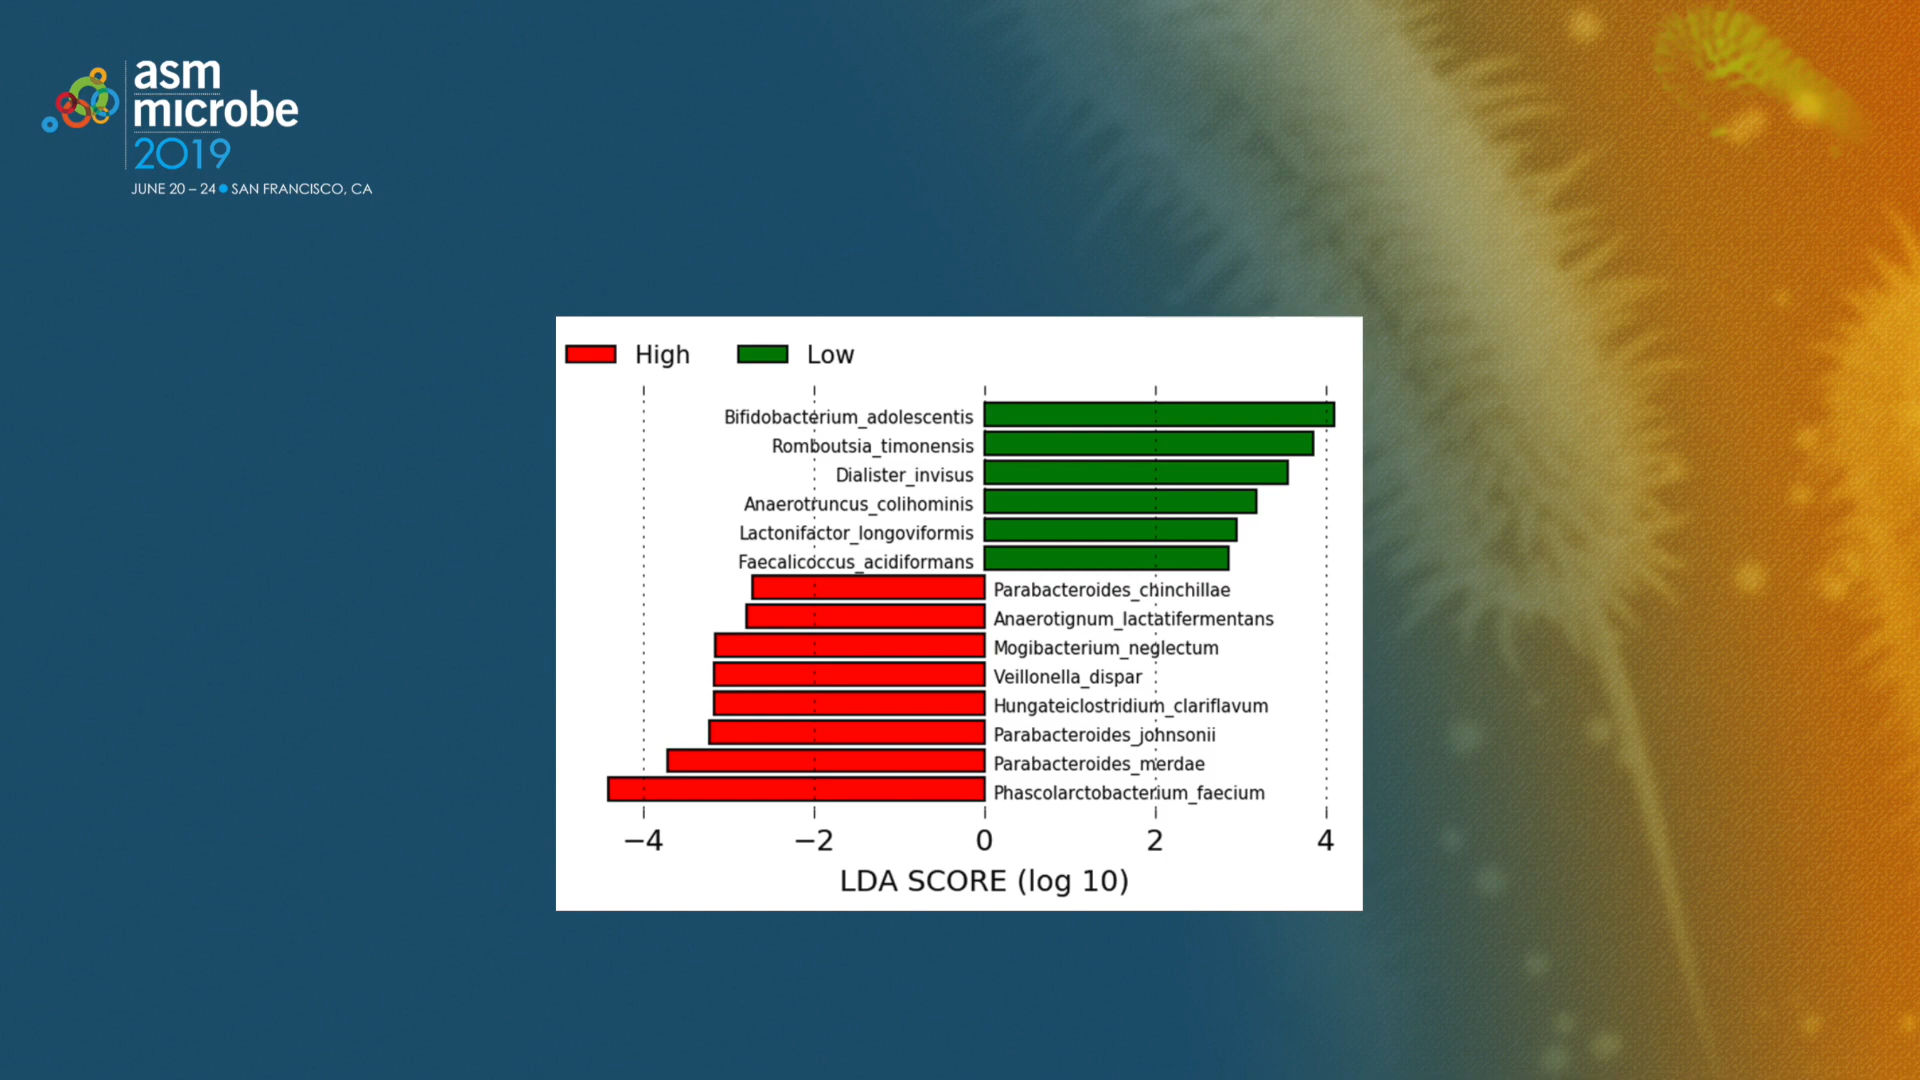 asm
microbe
2019
JUNE 20 – 24 • SAN FRANCISCO, CA
High Low
Bifidobacterium_adolescentis
Romboutsia_timonensis
Dialister_invisus
Anaerotruncus_colihominis
Lactonifactor_longoviformis
Faecalicoccus_acidiformans
Parabacteroides_chinchillae
Anaerotignum_lactatifermentans
Mogibacterium_neglectum
Veillonella_dispar
Hungateiclostridium_clariflavum
Parabacteroides_johnsonii
Parabacteroides_merdae
Phascolarctobacterium_faecium
−4 −2 0 2 4
LDA SCORE (log 10)